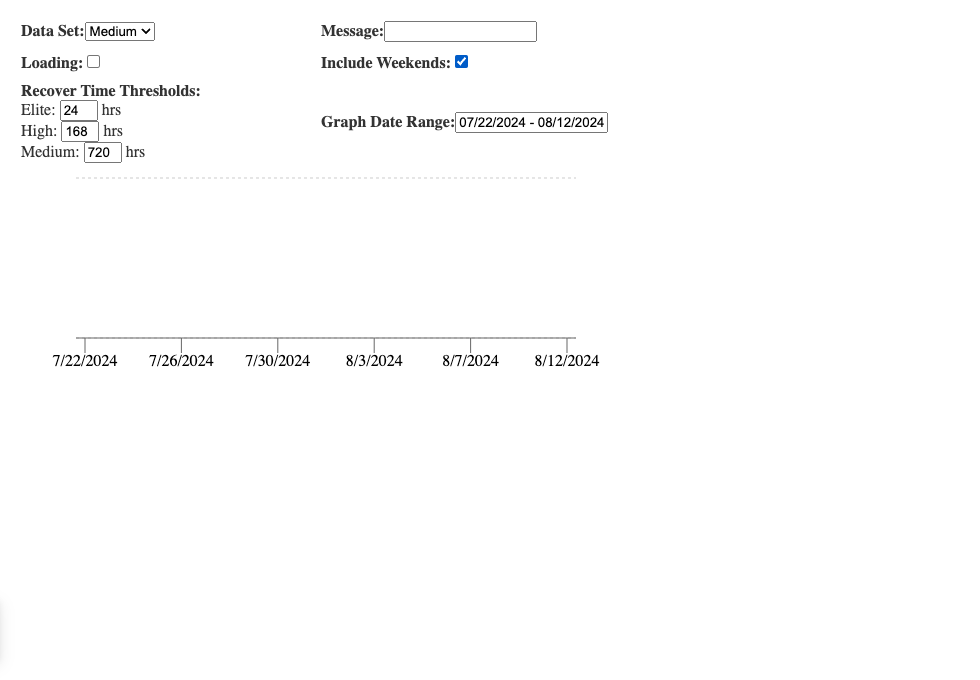 Data Set: Medium
Message:
Loading:
Include Weekends:
Recover Time Thresholds:
Elite: 24 hrs
High: 168 hrs
Medium: 720 hrs
Graph Date Range: 07/22/2024 - 08/12/2024
7/22/2024 7/26/2024 7/30/2024 8/3/2024 8/7/2024 8/12/2024